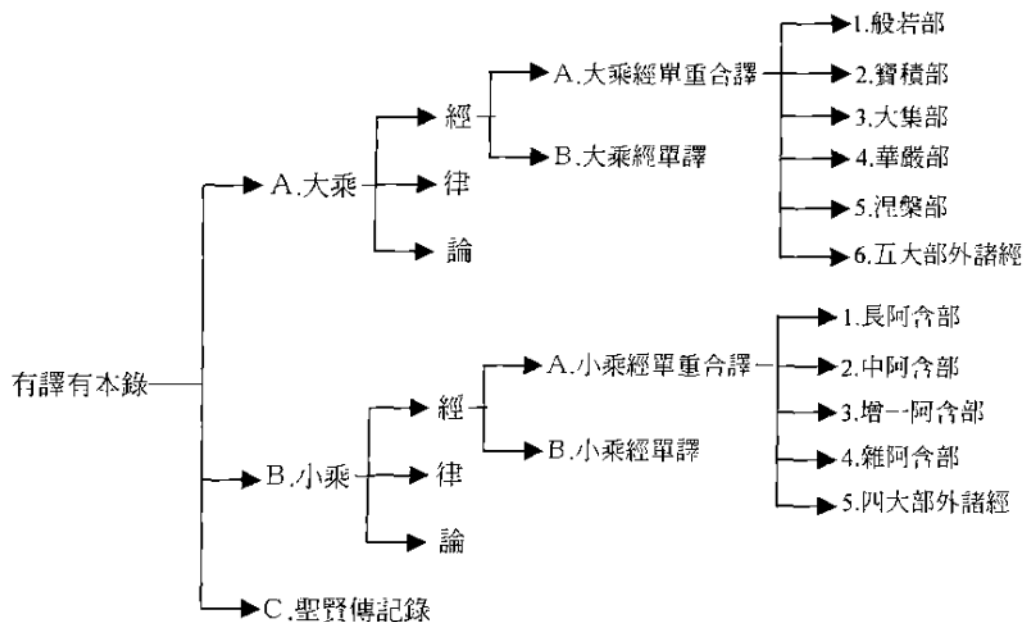 有譯有本錄
A.大乘
經
A.大乘經單重合譯
1.般若部
2.寶積部
3.大集部
4.華嚴部
5.涅槃部
6.五大部外諸經
B.大乘經單譯
律
論
B.小乘
經
A.小乘經單重合譯
1.長阿含部
2.中阿含部
3.增一阿含部
4.雜阿含部
5.四大部外諸經
B.小乘經單譯
律
論
C.聖賢傳記錄